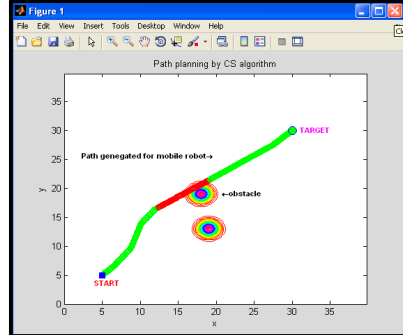 Figure 1
File Edit View Insert Tools Desktop Window Help
Path planning by CS algorithm
35
30
25
20
15
10
5
0
y
Path genegated for mobile robot→
TARGET
←obstacle
START
0 5 10 15 20 25 30 35
x